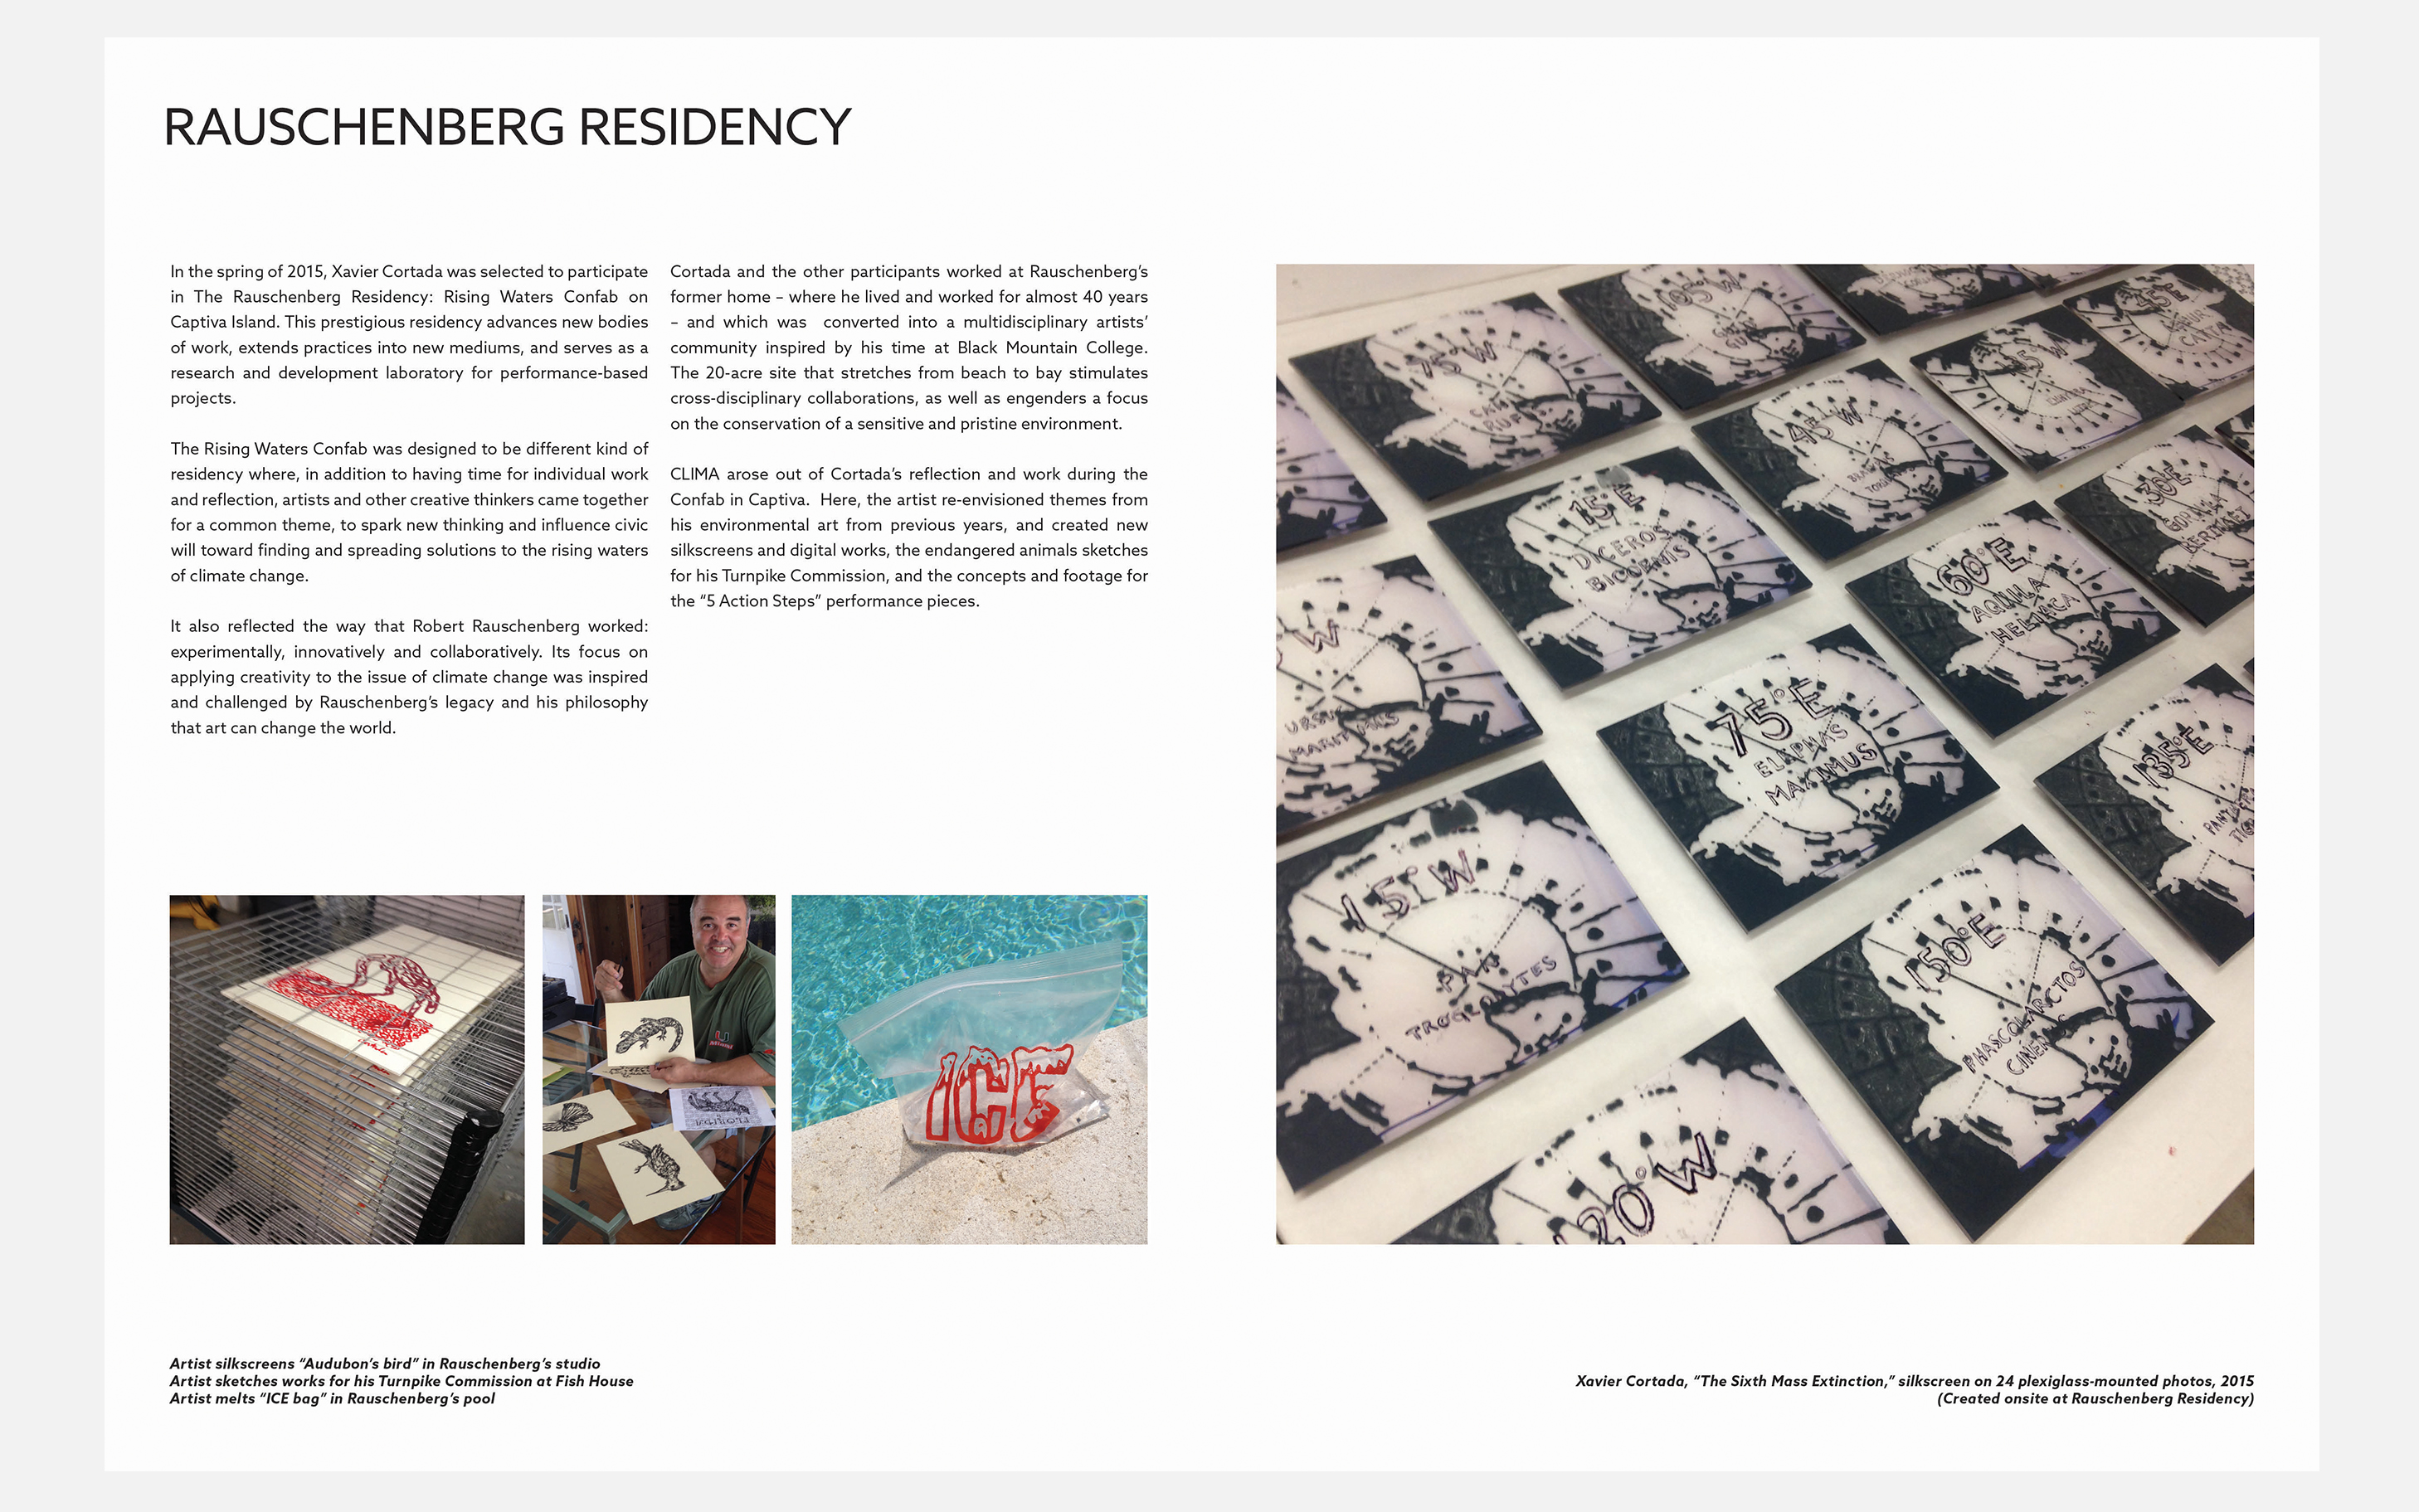 RAUSCHENBERG RESIDENCY
In the spring of 2015, Xavier Cortada was selected to participate
in The Rauschenberg Residency: Rising Waters Confab on
Captiva Island. This prestigious residency advances new bodies
of work, extends practices into new mediums, and serves as a
research and development laboratory for performance-based
projects.
The Rising Waters Confab was designed to be different kind of
residency where, in addition to having time for individual work
and reflection, artists and other creative thinkers came together
for a common theme, to spark new thinking and influence civic
will toward finding and spreading solutions to the rising waters
of climate change.
It also reflected the way that Robert Rauschenberg worked:
experimentally, innovatively and collaboratively. Its focus on
applying creativity to the issue of climate change was inspired
and challenged by Rauschenberg’s legacy and his philosophy
that art can change the world.
Cortada and the other participants worked at Rauschenberg’s
former home – where he lived and worked for almost 40 years
– and which was converted into a multidisciplinary artists’
community inspired by his time at Black Mountain College.
The 20-acre site that stretches from beach to bay stimulates
cross-disciplinary collaborations, as well as engenders a focus
on the conservation of a sensitive and pristine environment.
CLIMA arose out of Cortada’s reflection and work during the
Confab in Captiva. Here, the artist re-envisioned themes from
his environmental art from previous years, and created new
silkscreens and digital works, the endangered animals sketches
for his Turnpike Commission, and the concepts and footage for
the “5 Action Steps” performance pieces.
ICE
75°W
105°W
45°E
45°W
15°E
DICEROS
BICORNIS
30°E
GORILLA
BERINGEI
60°E
AQUILA
HELIACA
W
URSUS
MARITIMUS
75°E
ELAPHAS
MAXIMUS
135°E
15°W
PAN
TROGLODYTES
150°E
PHASCOLARCTOS
20°W
Artist silkscreens “Audubon’s bird” in Rauschenberg’s studio
Artist sketches works for his Turnpike Commission at Fish House
Artist melts “ICE bag” in Rauschenberg’s pool
Xavier Cortada, “The Sixth Mass Extinction,” silkscreen on 24 plexiglass-mounted photos, 2015
(Created onsite at Rauschenberg Residency)